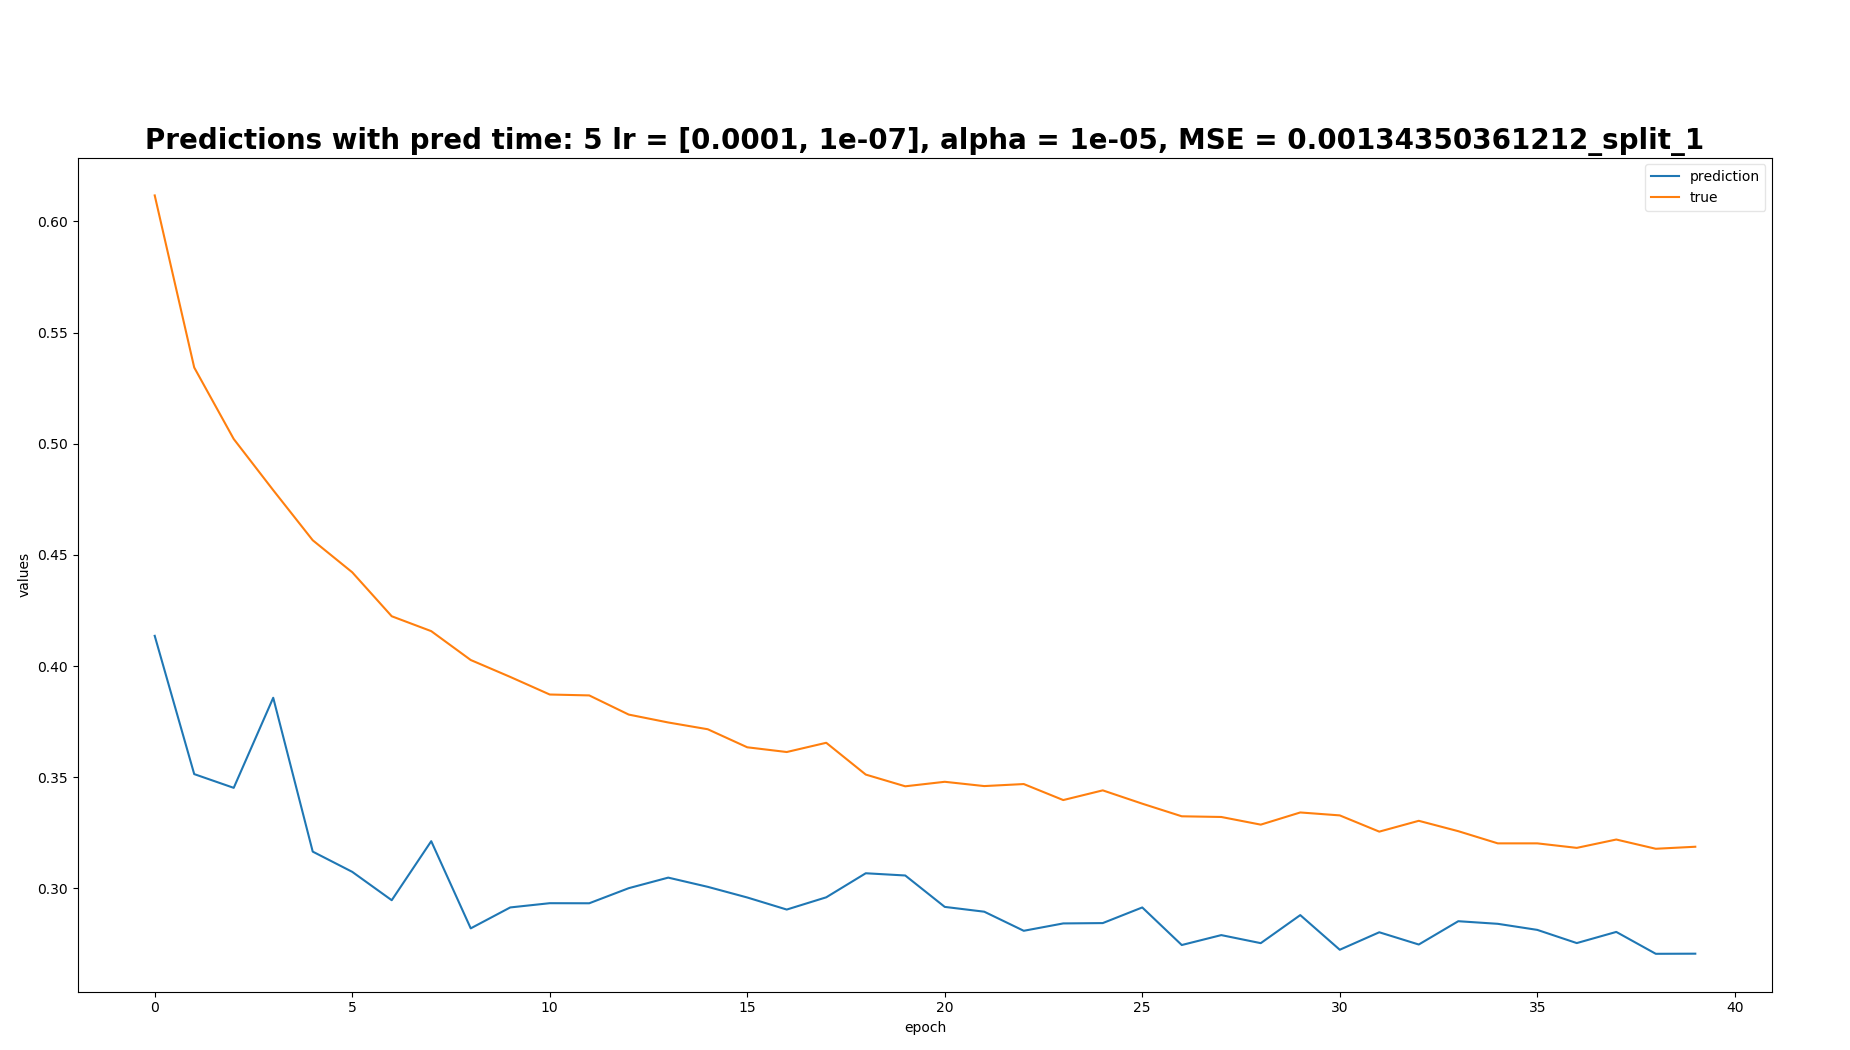 Predictions with pred time: 5 lr = [0.0001, 1e-07], alpha = 1e-05, MSE = 0.00134350361212_split_1
prediction
true
0.60
0.55
0.50
0.45
0.40
0.35
0.30
values
0 5 10 15 20 25 30 35 40
epoch